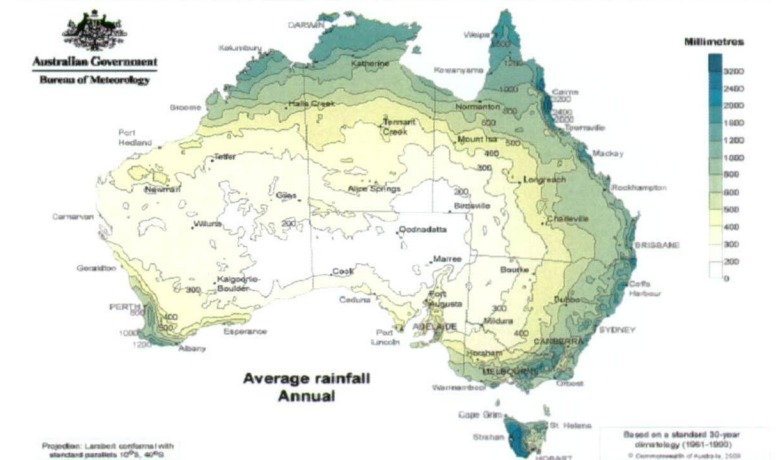 Australian Government
Bureau of Meteorology
DARWIN
Kalumburu
Katherine
Weipa
Kowanyama
Millimetres
3200
2400
2000
1600
1200
1000
800
600
500
400
300
200
0
Broome
Halls Creek
Normanton
Cairns
Townsville
Port
Hedland
Telfer
Tennant
Creek
Mount Isa
Mackay
Newman
Giles
Alice Springs
Longreach
Rockhampton
Carnarvon
Wiluna
Birdsville
Charleville
Oodnadatta
BRISBANE
Geraldton
Kalgoorlie-
Boulder
Cook
Marree
Bourke
Coffs
Harbour
PERTH
Esperance
Albany
Ceduna
Port
Augusta
Port
Lincoln
ADELAIDE
Mildura
Dubbo
SYDNEY
CANBERRA
Horsham
MELBOURNE
Warrnambool
Orbost
Average rainfall
Annual
Cape Grim
St. Helens
Strahan
HOBART
Projection: Lambert conformal with
standard parallels 10°S, 40°S
Based on a standard 30-year
climatology (1961-1990)